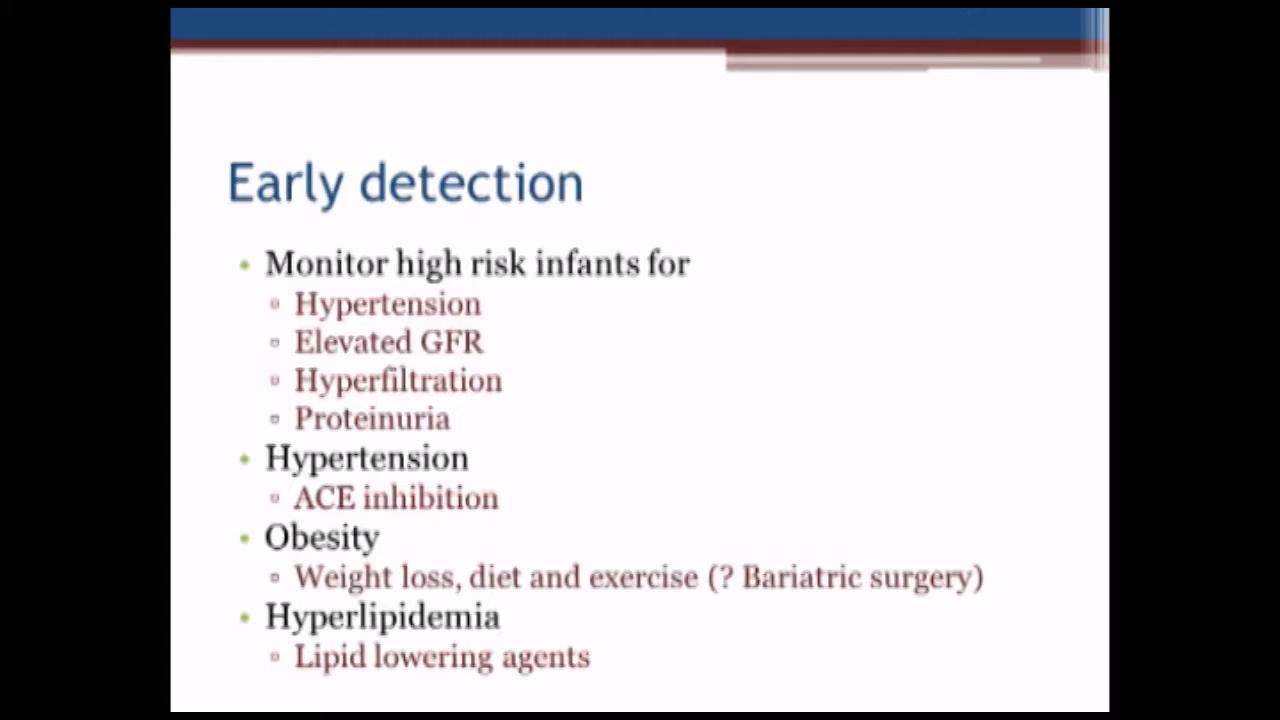 Early detection
• Monitor high risk infants for
▫ Hypertension
▫ Elevated GFR
▫ Hyperfiltration
▫ Proteinuria
• Hypertension
▫ ACE inhibition
• Obesity
▫ Weight loss, diet and exercise (? Bariatric surgery)
• Hyperlipidemia
▫ Lipid lowering agents